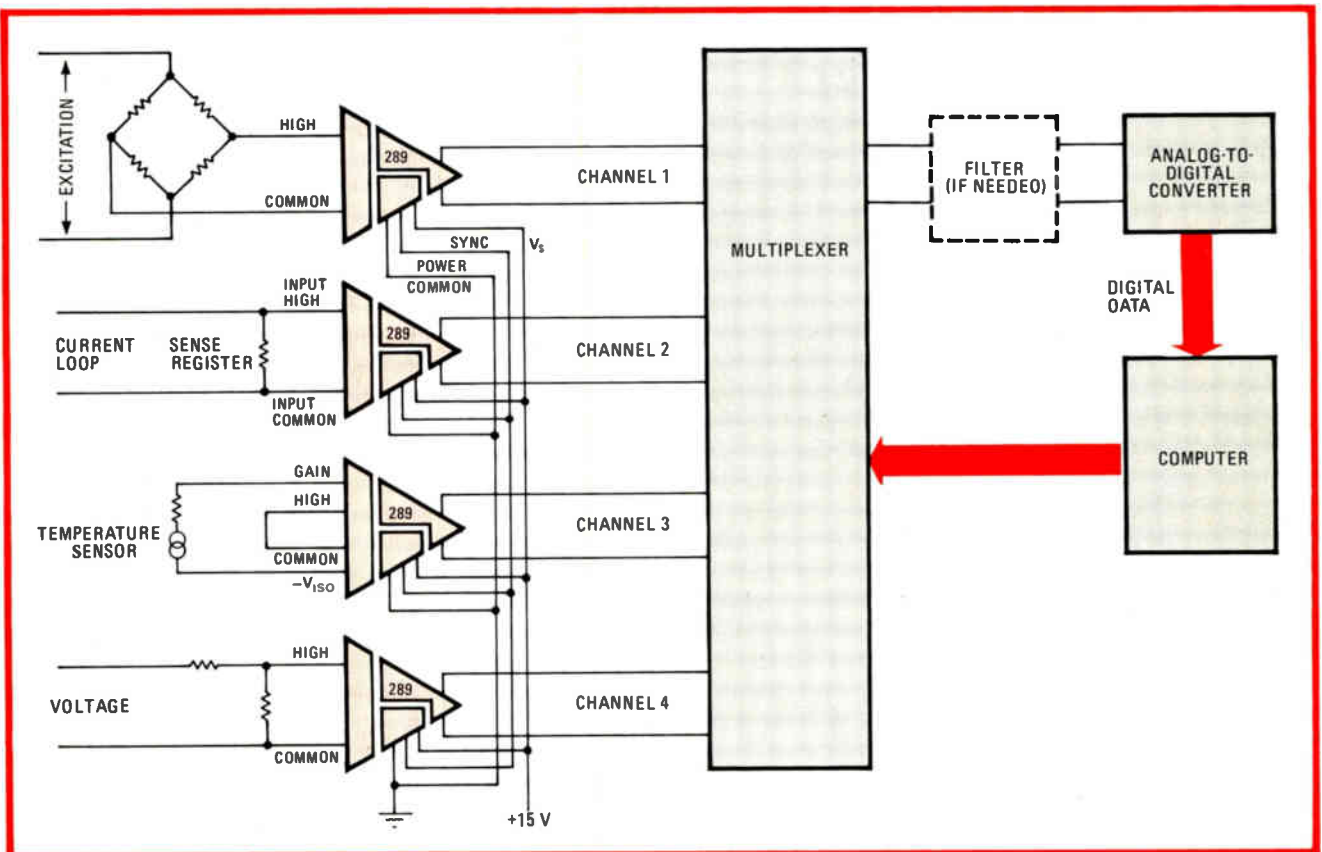 EXCITATION
HIGH
COMMON
289
SYNC
V_S
POWER
COMMON
CHANNEL 1
INPUT
HIGH
CURRENT
LOOP
SENSE
REGISTER
INPUT
COMMON
289
CHANNEL 2
GAIN
HIGH
TEMPERATURE
SENSOR
COMMON
–V_ISO
289
CHANNEL 3
HIGH
VOLTAGE
COMMON
289
CHANNEL 4
+15 V
MULTIPLEXER
FILTER
(IF NEEDEO)
ANALOG-TO-
DIGITAL
CONVERTER
DIGITAL
OATA
COMPUTER